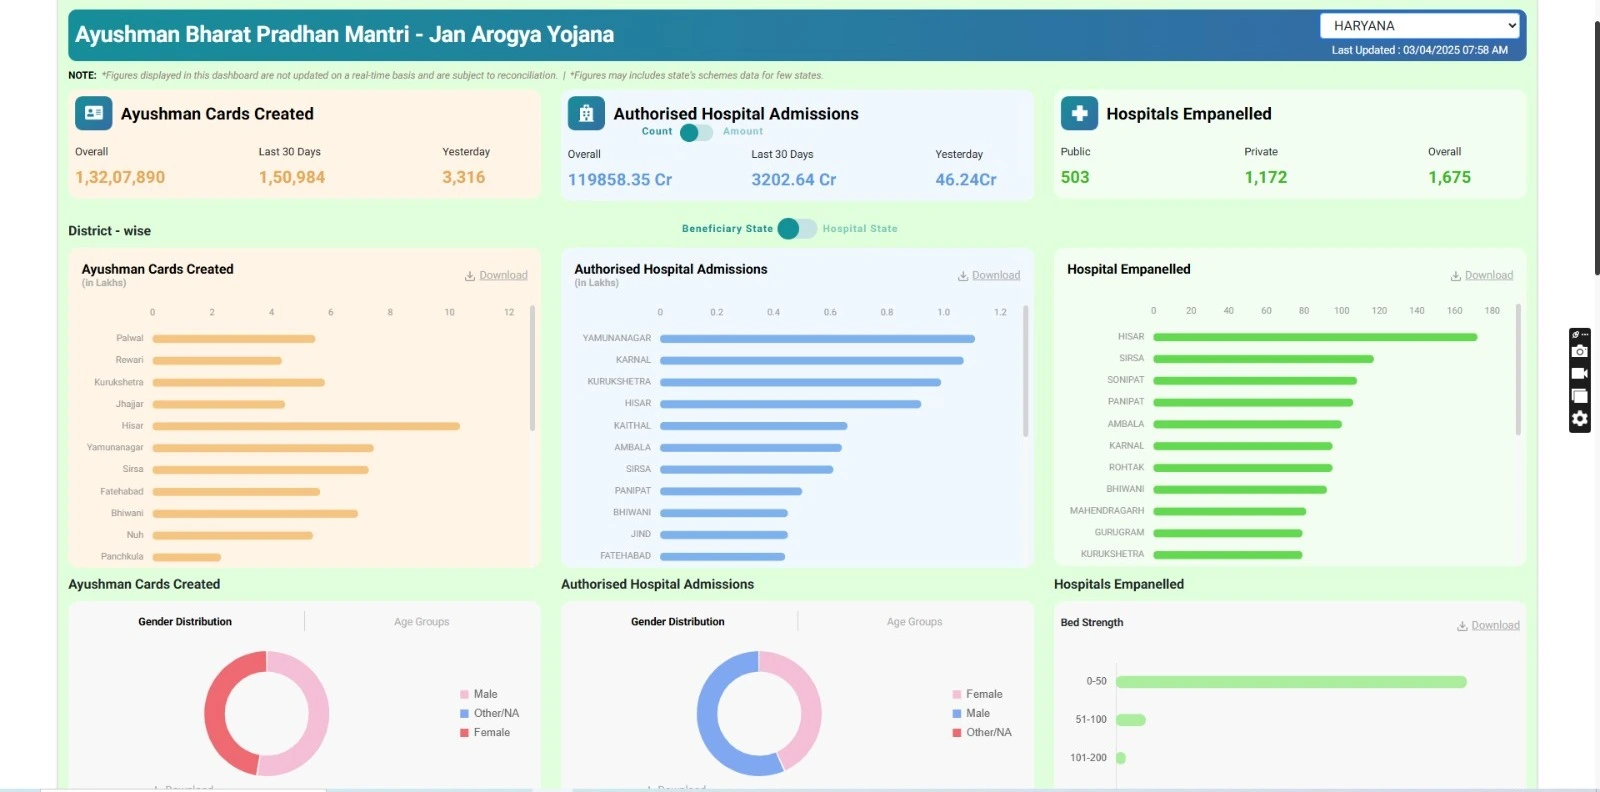 Ayushman Bharat Pradhan Mantri - Jan Arogya Yojana
HARYANA
Last Updated : 03/04/2025 07:58 AM
NOTE: *Figures displayed in this dashboard are not updated on a real-time basis and are subject to reconciliation. | *Figures may includes state's schemes data for few states.
Ayushman Cards Created
Overall Last 30 Days Yesterday
1,32,07,890 1,50,984 3,316
Authorised Hospital Admissions
Count Amount
Overall Last 30 Days Yesterday
119858.35 Cr 3202.64 Cr 46.24Cr
Hospitals Empanelled
Public Private Overall
503 1,172 1,675
District - wise
Beneficiary State Hospital State
Ayushman Cards Created
(in Lakhs)
Download
0 2 4 6 8 10 12
Palwal
Rewari
Kurukshetra
Jhajjar
Hisar
Yamunanagar
Sirsa
Fatehabad
Bhiwani
Nuh
Panchkula
Authorised Hospital Admissions
(in Lakhs)
Download
0 0.2 0.4 0.6 0.8 1.0 1.2
YAMUNANAGAR
KARNAL
KURUKSHETRA
HISAR
KAITHAL
AMBALA
SIRSA
PANIPAT
BHIWANI
JIND
FATEHABAD
Hospital Empanelled
Download
0 20 40 60 80 100 120 140 160 180
HISAR
SIRSA
SONIPAT
PANIPAT
AMBALA
KARNAL
ROHTAK
BHIWANI
MAHENDRAGARH
GURUGRAM
KURUKSHETRA
Ayushman Cards Created
Gender Distribution Age Groups
Male
Other/NA
Female
Download
Authorised Hospital Admissions
Gender Distribution Age Groups
Female
Male
Other/NA
Download
Hospitals Empanelled
Bed Strength
Download
0-50
51-100
101-200